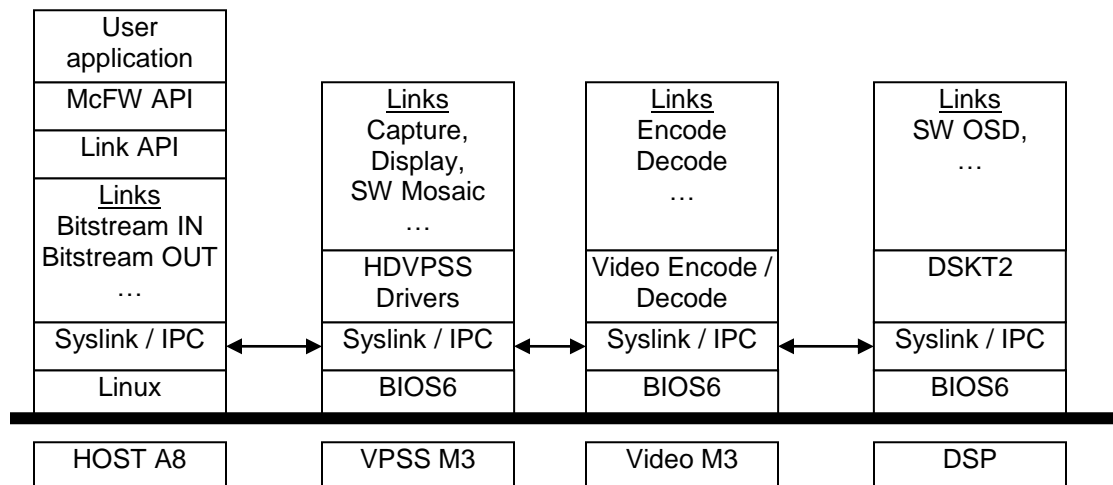 User
application
McFW API
Link API
Links
Bitstream IN
Bitstream OUT
…
Syslink / IPC
Linux
HOST A8
Links
Capture,
Display,
SW Mosaic
…
HDVPSS
Drivers
Syslink / IPC
BIOS6
VPSS M3
Links
Encode
Decode
…
Video Encode /
Decode
Syslink / IPC
BIOS6
Video M3
Links
SW OSD,
…
DSKT2
Syslink / IPC
BIOS6
DSP